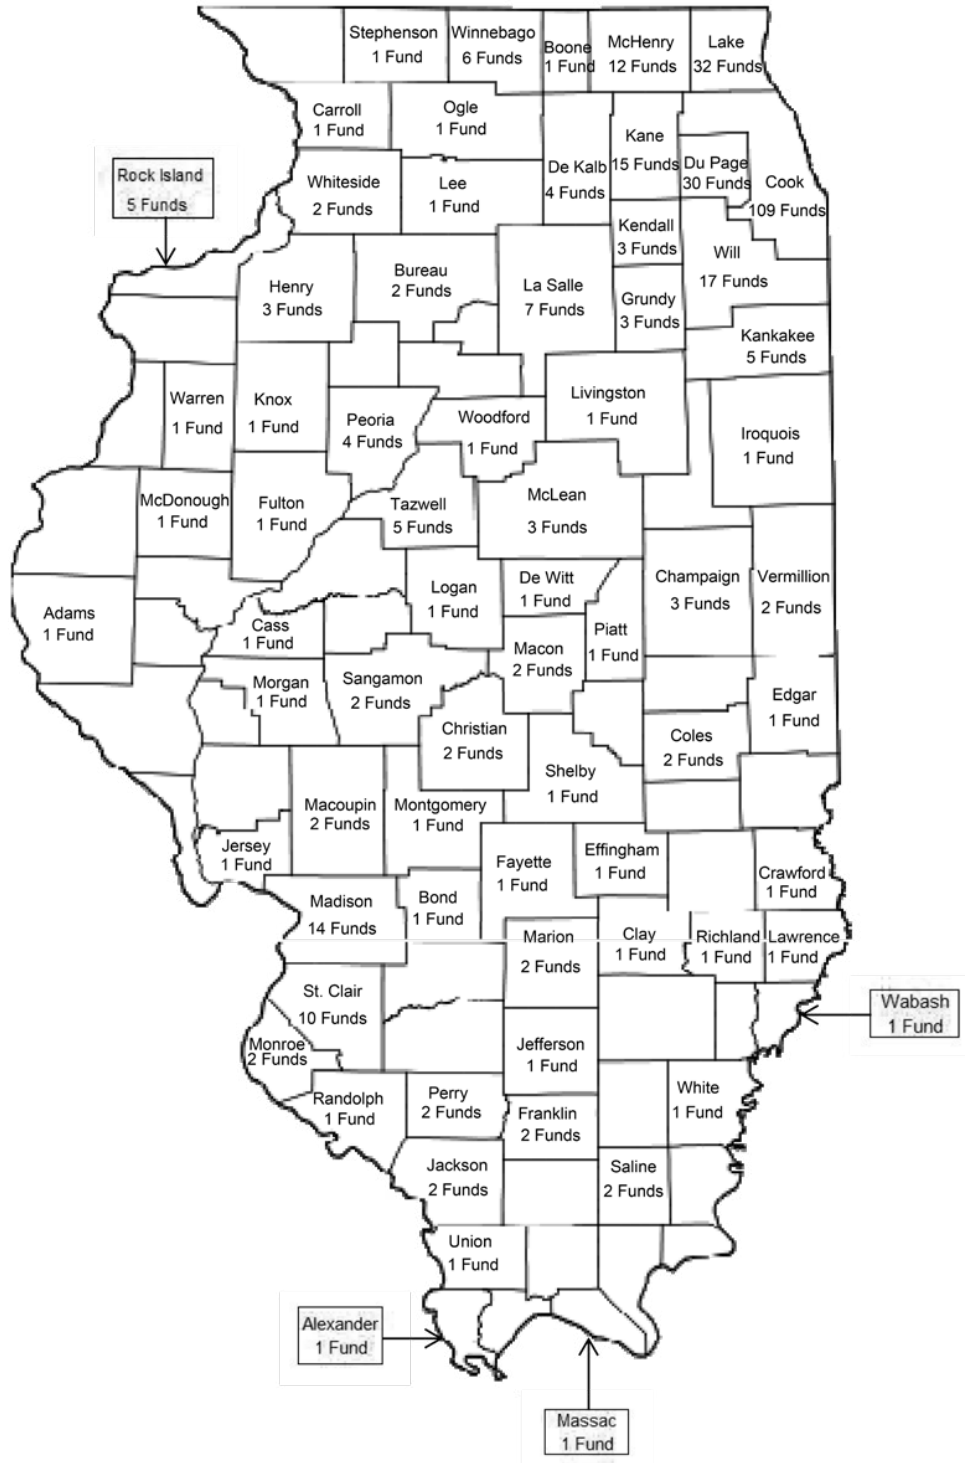 Stephenson
1 Fund
Winnebago
6 Funds
Boone
1 Fund
McHenry
12 Funds
Lake
32 Funds
Carroll
1 Fund
Ogle
1 Fund
De Kalb
4 Funds
Kane
15 Funds
Du Page
30 Funds
Cook
109 Funds
Rock Island
5 Funds
Whiteside
2 Funds
Lee
1 Fund
Kendall
3 Funds
Will
17 Funds
Henry
3 Funds
Bureau
2 Funds
La Salle
7 Funds
Grundy
3 Funds
Kankakee
5 Funds
Warren
1 Fund
Knox
1 Fund
Peoria
4 Funds
Woodford
1 Fund
Livingston
1 Fund
Iroquois
1 Fund
McDonough
1 Fund
Fulton
1 Fund
Tazwell
5 Funds
McLean
3 Funds
Adams
1 Fund
Logan
1 Fund
De Witt
1 Fund
Champaign
3 Funds
Vermillion
2 Funds
Cass
1 Fund
Macon
2 Funds
Piatt
1 Fund
Morgan
1 Fund
Sangamon
2 Funds
Christian
2 Funds
Coles
2 Funds
Edgar
1 Fund
Shelby
1 Fund
Macoupin
2 Funds
Montgomery
1 Fund
Jersey
1 Fund
Fayette
1 Fund
Effingham
1 Fund
Crawford
1 Fund
Madison
14 Funds
Bond
1 Fund
Marion
2 Funds
Clay
1 Fund
Richland
1 Fund
Lawrence
1 Fund
St. Clair
10 Funds
Wabash
1 Fund
Monroe
2 Funds
Jefferson
1 Fund
Randolph
1 Fund
Perry
2 Funds
Franklin
2 Funds
White
1 Fund
Jackson
2 Funds
Saline
2 Funds
Union
1 Fund
Alexander
1 Fund
Massac
1 Fund